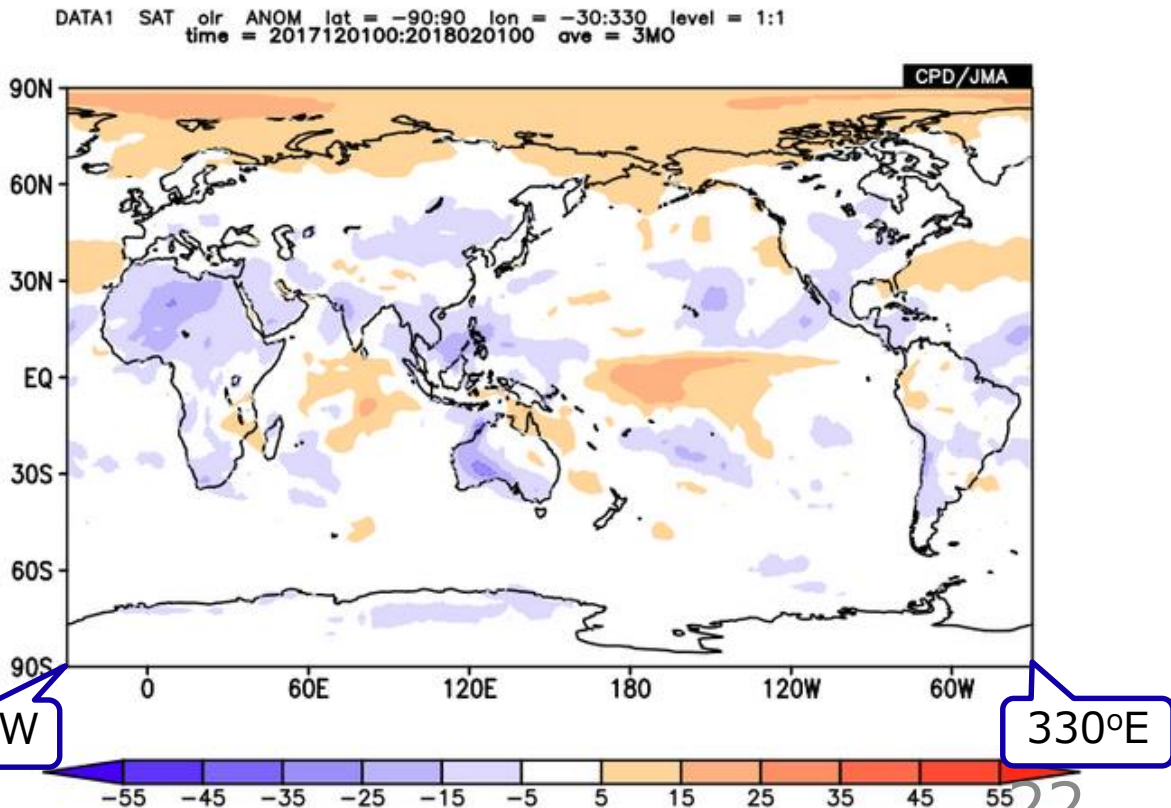 DATA1 SAT olr ANOM lat = -90:90 lon = -30:330 level = 1:1
time = 2017120100:2018020100 ave = 3MO
CPD/JMA
90N
60N
30N
EQ
30S
60S
90S
0 60E 120E 180 120W 60W
W
330ºE
-55 -45 -35 -25 -15 -5 5 15 25 35 45 55
22